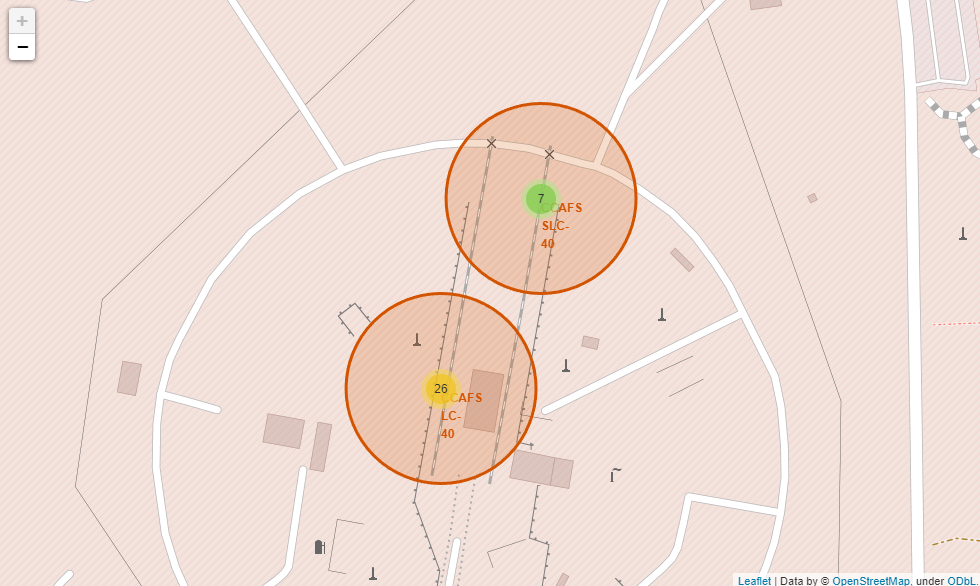 +
−
7
CCAFS
SLC-
40
26
CCAFS
LC-
40
Leaflet | Data by © OpenStreetMap, under ODbL.